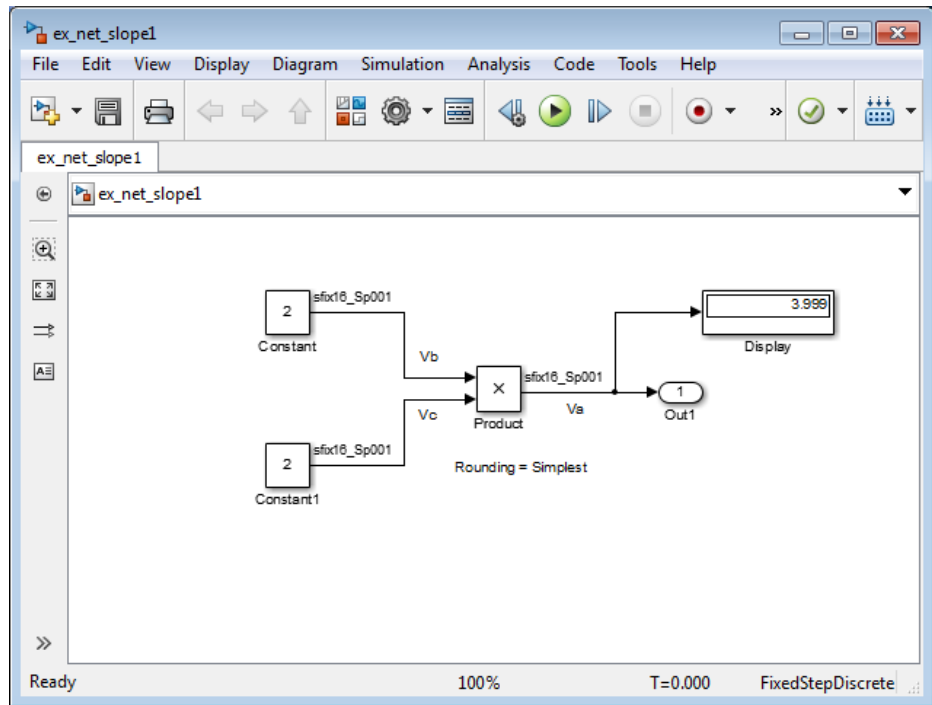 ex_net_slope1
File Edit View Display Diagram Simulation Analysis Code Tools Help
»
ex_net_slope1
ex_net_slope1
sfix16_Sp001
2
Constant
3.999
Display
Vb
sfix16_Sp001
×
1
Vc
Va
Product
Out1
sfix16_Sp001
2
Constant1
Rounding = Simplest
»
Ready 100% T=0.000 FixedStepDiscrete